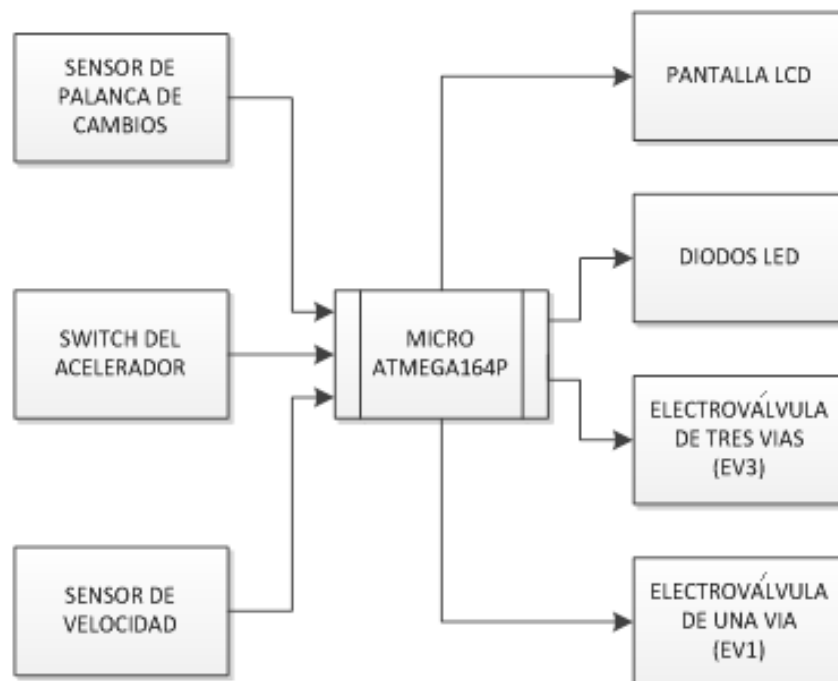 SENSOR DE
PALANCA DE
CAMBIOS
SWITCH DEL
ACELERADOR
SENSOR DE
VELOCIDAD
MICRO
ATMEGA164P
PANTALLA LCD
DIODOS LED
ELECTROVÁLVULA
DE TRES VIAS
(EV3)
ELECTROVÁLVULA
DE UNA VIA
(EV1)